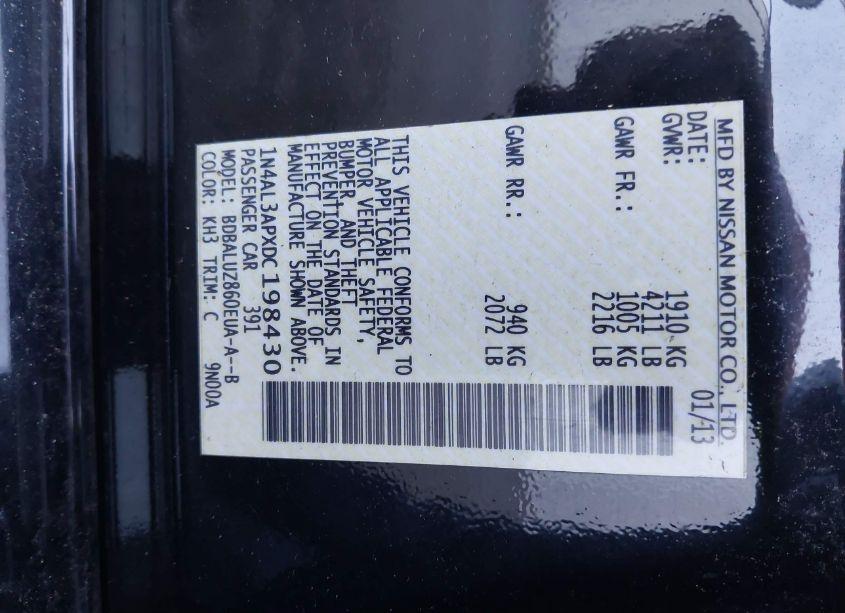 MFD BY NISSAN MOTOR CO., LTD.
DATE: 01/13
GVWR: 1910 KG
4211 LB
GAWR FR.: 1005 KG
2216 LB
GAWR RR.: 940 KG
2072 LB
THIS VEHICLE CONFORMS TO
ALL APPLICABLE FEDERAL
MOTOR VEHICLE SAFETY,
BUMPER, AND THEFT
PREVENTION STANDARDS IN
EFFECT ON THE DATE OF
MANUFACTURE SHOWN ABOVE.
1N4AL3APXDC198430
PASSENGER CAR 391
MODEL: BDBALUZ860EUA-A--B
COLOR: KH3 TRIM: C 9N00A